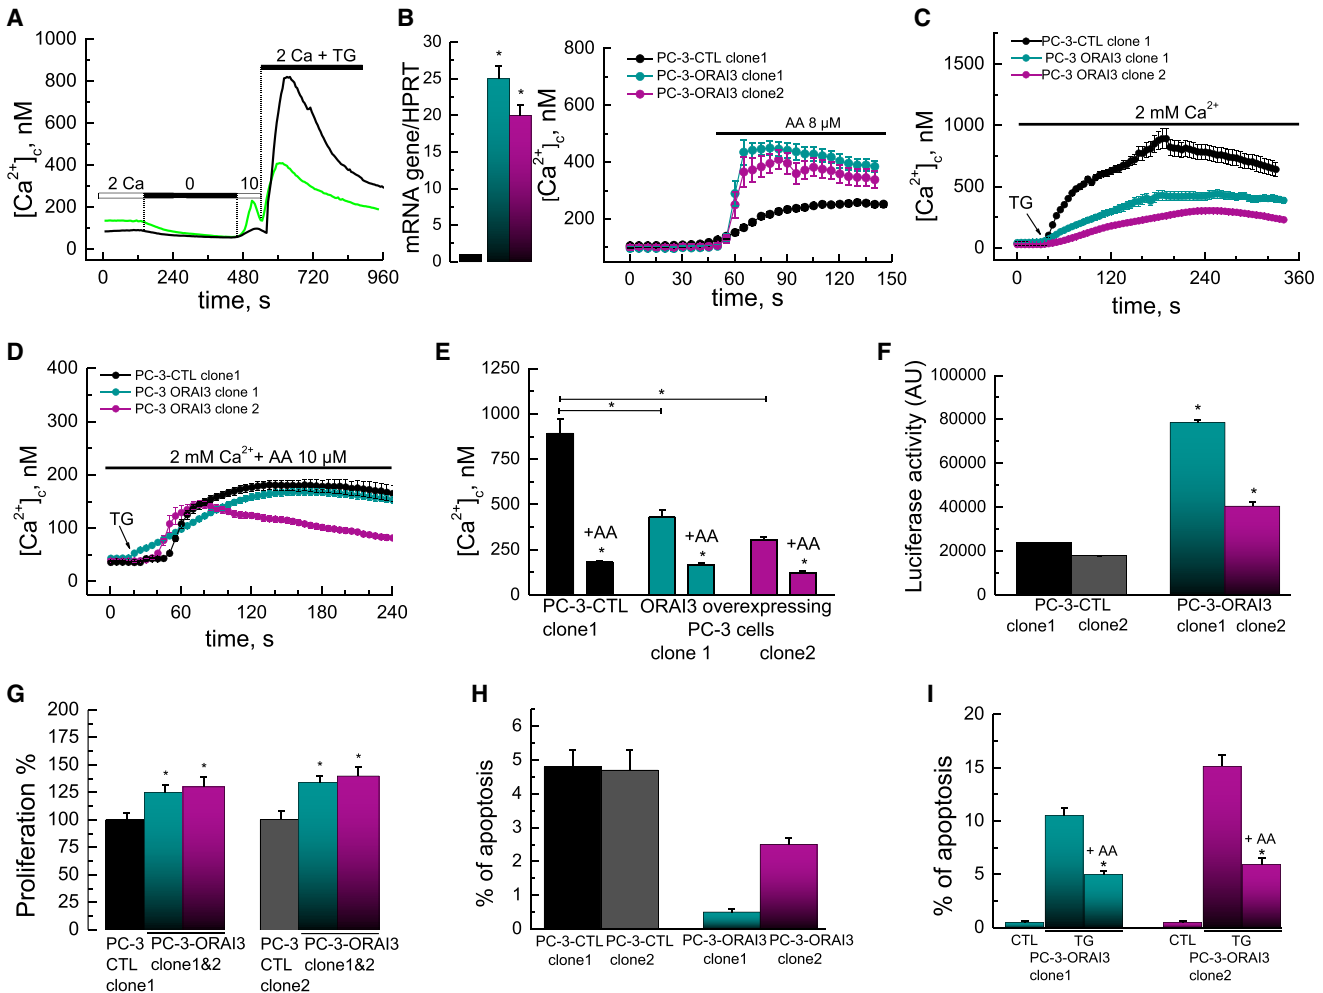 A
1000
800
600
400
200
0
[Ca2+]c, nM
2 Ca
0
10
2 Ca + TG
0 240 480 720 960
time, s
B
30
25
20
15
10
5
0
mRNA gene/HPRT
*
*
800
600
400
200
[Ca2+]c, nM
PC-3-CTL clone1
PC-3-ORAI3 clone1
PC-3-ORAI3 clone2
AA 8 µM
0 30 60 90 120 150
time, s
C
1500
1000
500
0
[Ca2+]c, nM
PC-3-CTL clone 1
PC-3 ORAI3 clone 1
PC-3 ORAI3 clone 2
2 mM Ca2+
TG
0 120 240 360
time, s
D
400
300
200
100
0
[Ca2+]c, nM
PC-3-CTL clone1
PC-3 ORAI3 clone 1
PC-3 ORAI3 clone 2
2 mM Ca2+ + AA 10 µM
TG
0 60 120 180 240
time, s
E
1250
1000
750
500
250
0
[Ca2+]c, nM
*
*
+AA
*
+AA
*
+AA
*
PC-3-CTL
clone1
ORAI3 overexpressing
PC-3 cells
clone 1 clone2
F
100000
80000
60000
40000
20000
0
Luciferase activity (AU)
*
*
PC-3-CTL
clone1 clone2
PC-3-ORAI3
clone1 clone2
G
200
175
150
125
100
75
50
25
0
Proliferation %
* *
* *
PC-3
CTL
clone1
PC-3-ORAI3
clone1&2
PC-3
CTL
clone2
PC-3-ORAI3
clone1&2
H
6
5
4
3
2
1
0
% of apoptosis
PC-3-CTL
clone1
PC-3-CTL
clone2
PC-3-ORAI3
clone1
PC-3-ORAI3
clone2
I
20
15
10
5
0
% of apoptosis
+ AA
*
+ AA
*
CTL TG
PC-3-ORAI3
clone1
CTL TG
PC-3-ORAI3
clone2